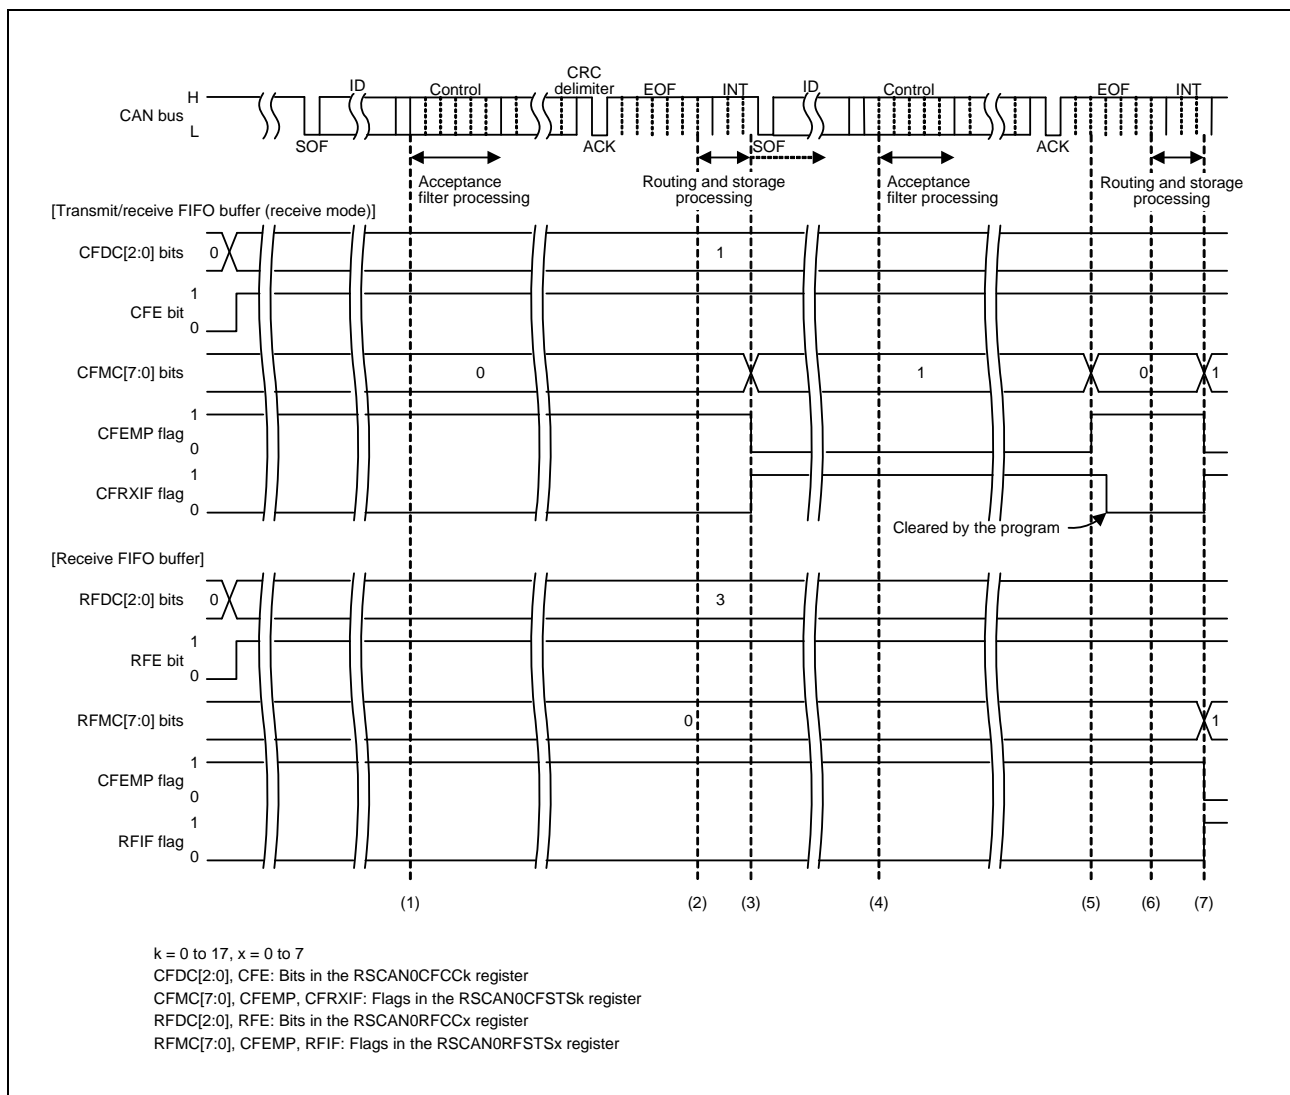 ID
Control
CRC
delimiter
EOF
INT
ID
Control
EOF
INT
H
CAN bus
L
SOF
ACK
SOF
ACK
Acceptance
filter processing
Routing and storage
processing
Acceptance
filter processing
Routing and storage
processing
[Transmit/receive FIFO buffer (receive mode)]
CFDC[2:0] bits 0 1
1
CFE bit
0
CFMC[7:0] bits 0 1 0 1
1
CFEMP flag
0
1
CFRXIF flag
0
Cleared by the program
[Receive FIFO buffer]
RFDC[2:0] bits 0 3
1
RFE bit
0
RFMC[7:0] bits 0 1
1
CFEMP flag
0
1
RFIF flag
0
(1) (2) (3) (4) (5) (6) (7)
k = 0 to 17, x = 0 to 7
CFDC[2:0], CFE: Bits in the RSCAN0CFCCk register
CFMC[7:0], CFEMP, CFRXIF: Flags in the RSCAN0CFSTSk register
RFDC[2:0], RFE: Bits in the RSCAN0RFCCx register
RFMC[7:0], CFEMP, RFIF: Flags in the RSCAN0RFSTSx register